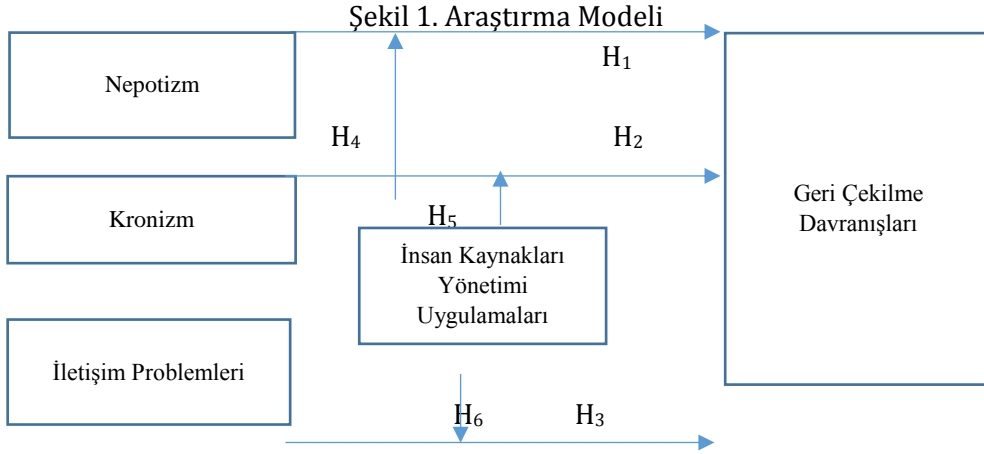 Şekil 1. Araştırma Modeli
Nepotizm
H₁
H₄
H₂
Kronizm
Geri Çekilme
Davranışları
H₅
İnsan Kaynakları
Yönetimi
Uygulamaları
İletişim Problemleri
H₆
H₃